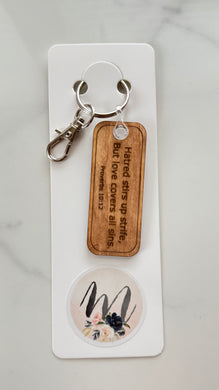 Hatred stirs up strife,
But love covers all sins.
Proverbs 10:12
M